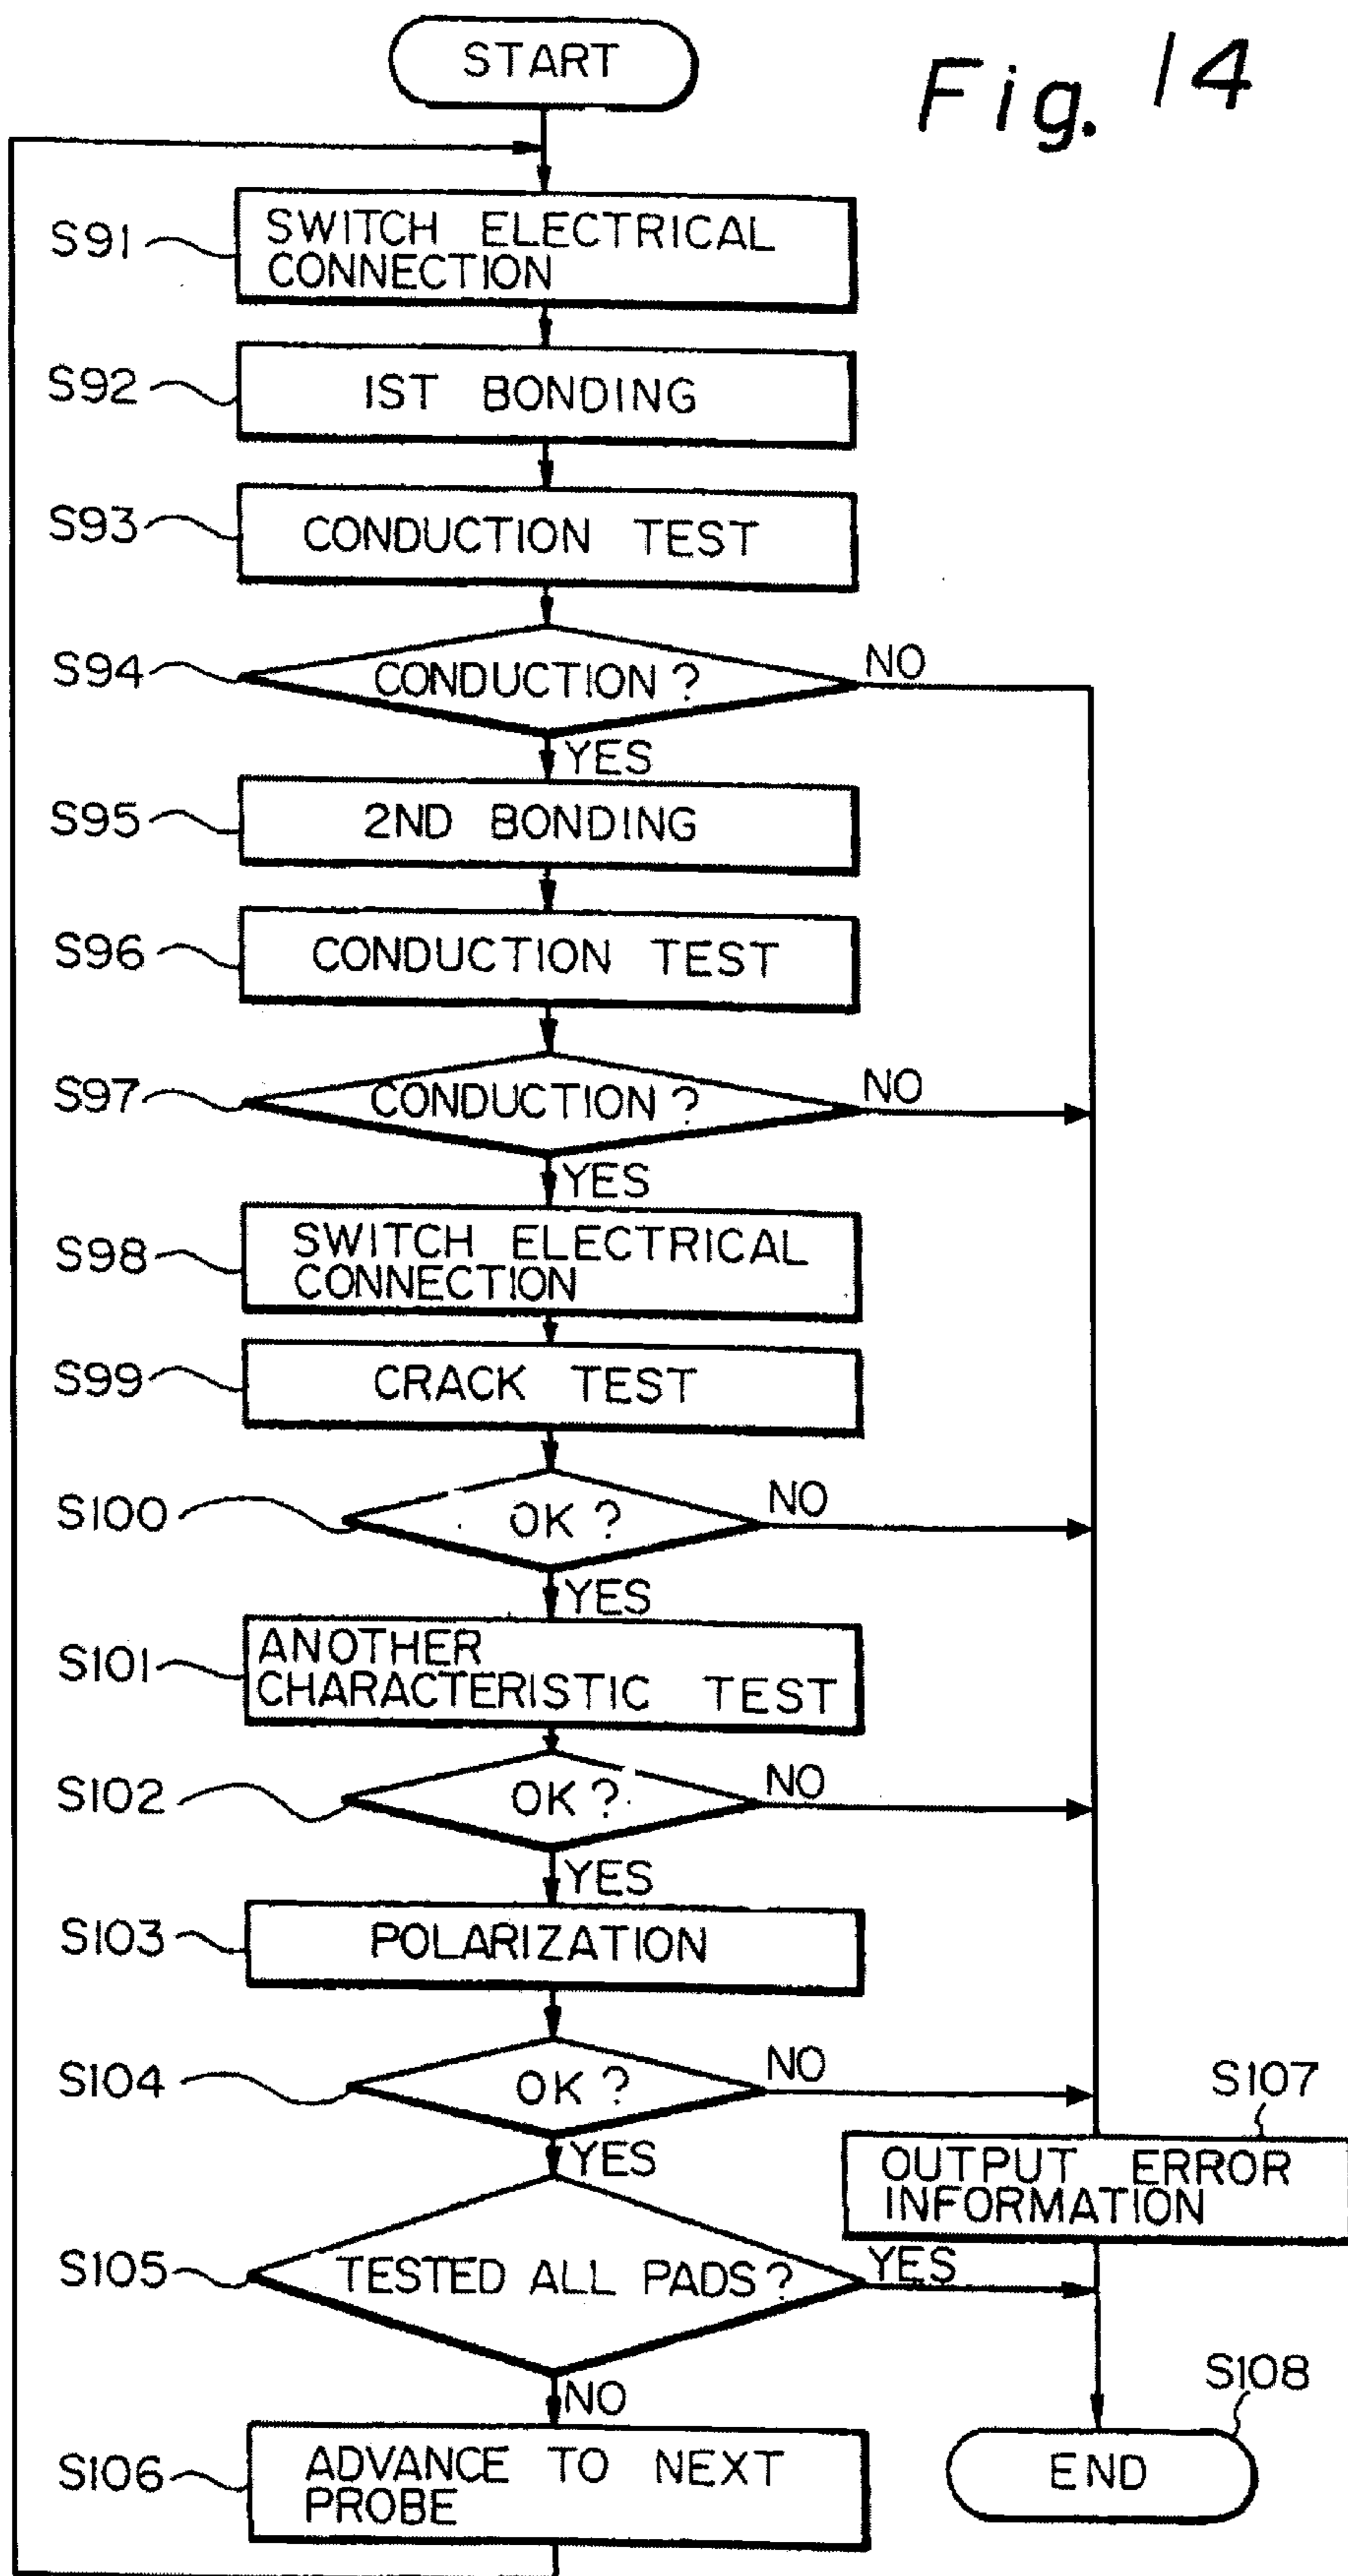 START
Fig. 14
S91
SWITCH ELECTRICAL
CONNECTION
S92
1ST BONDING
S93
CONDUCTION TEST
S94
CONDUCTION?
NO
YES
S95
2ND BONDING
S96
CONDUCTION TEST
S97
CONDUCTION?
NO
YES
S98
SWITCH ELECTRICAL
CONNECTION
S99
CRACK TEST
S100
OK?
NO
YES
S101
ANOTHER
CHARACTERISTIC TEST
S102
OK?
NO
YES
S103
POLARIZATION
S104
OK?
NO
YES
S107
OUTPUT ERROR
INFORMATION
S105
TESTED ALL PADS?
YES
NO
S106
ADVANCE TO NEXT
PROBE
S108
END